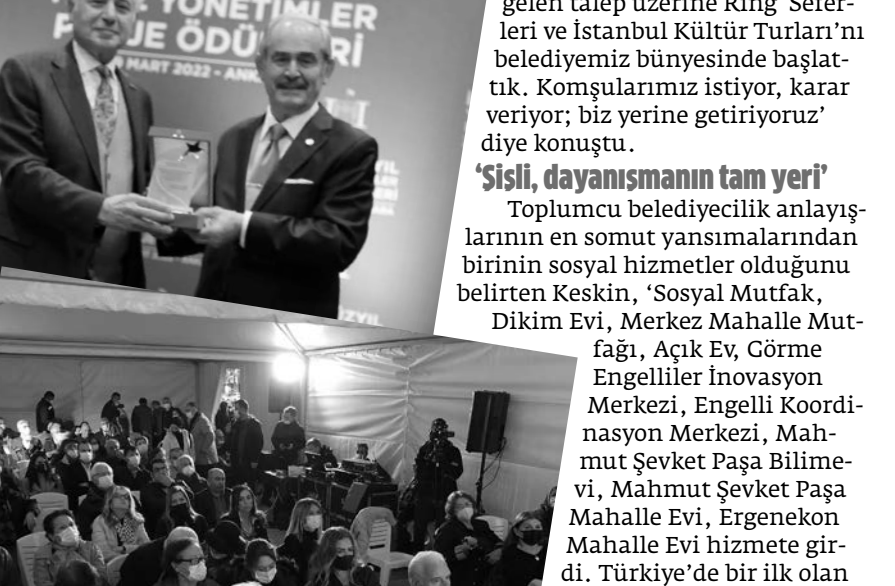 YÖNETİMLER
ÖDÜL
MART 2022 - ANK
gelen talep üzerine Ring Sefer-
leri ve İstanbul Kültür Turları’nı
belediyemiz bünyesinde başlat-
tık. Komşularımız istiyor, karar
veriyor; biz yerine getiriyoruz’
diye konuştu.
‘Şişli, dayanışmanın tam yeri’
Toplumcu belediyecilik anlayış-
larının en somut yansımalarından
birinin sosyal hizmetler olduğunu
belirten Keskin, ‘Sosyal Mutfak,
Dikim Evi, Merkez Mahalle Mut-
fağı, Açık Ev, Görme
Engelliler İnovasyon
Merkezi, Engelli Koordi-
nasyon Merkezi, Mah-
mut Şevket Paşa Bilime-
vi, Mahmut Şevket Paşa
Mahalle Evi, Ergenekon
Mahalle Evi hizmete gir-
di. Türkiye’de bir ilk olan